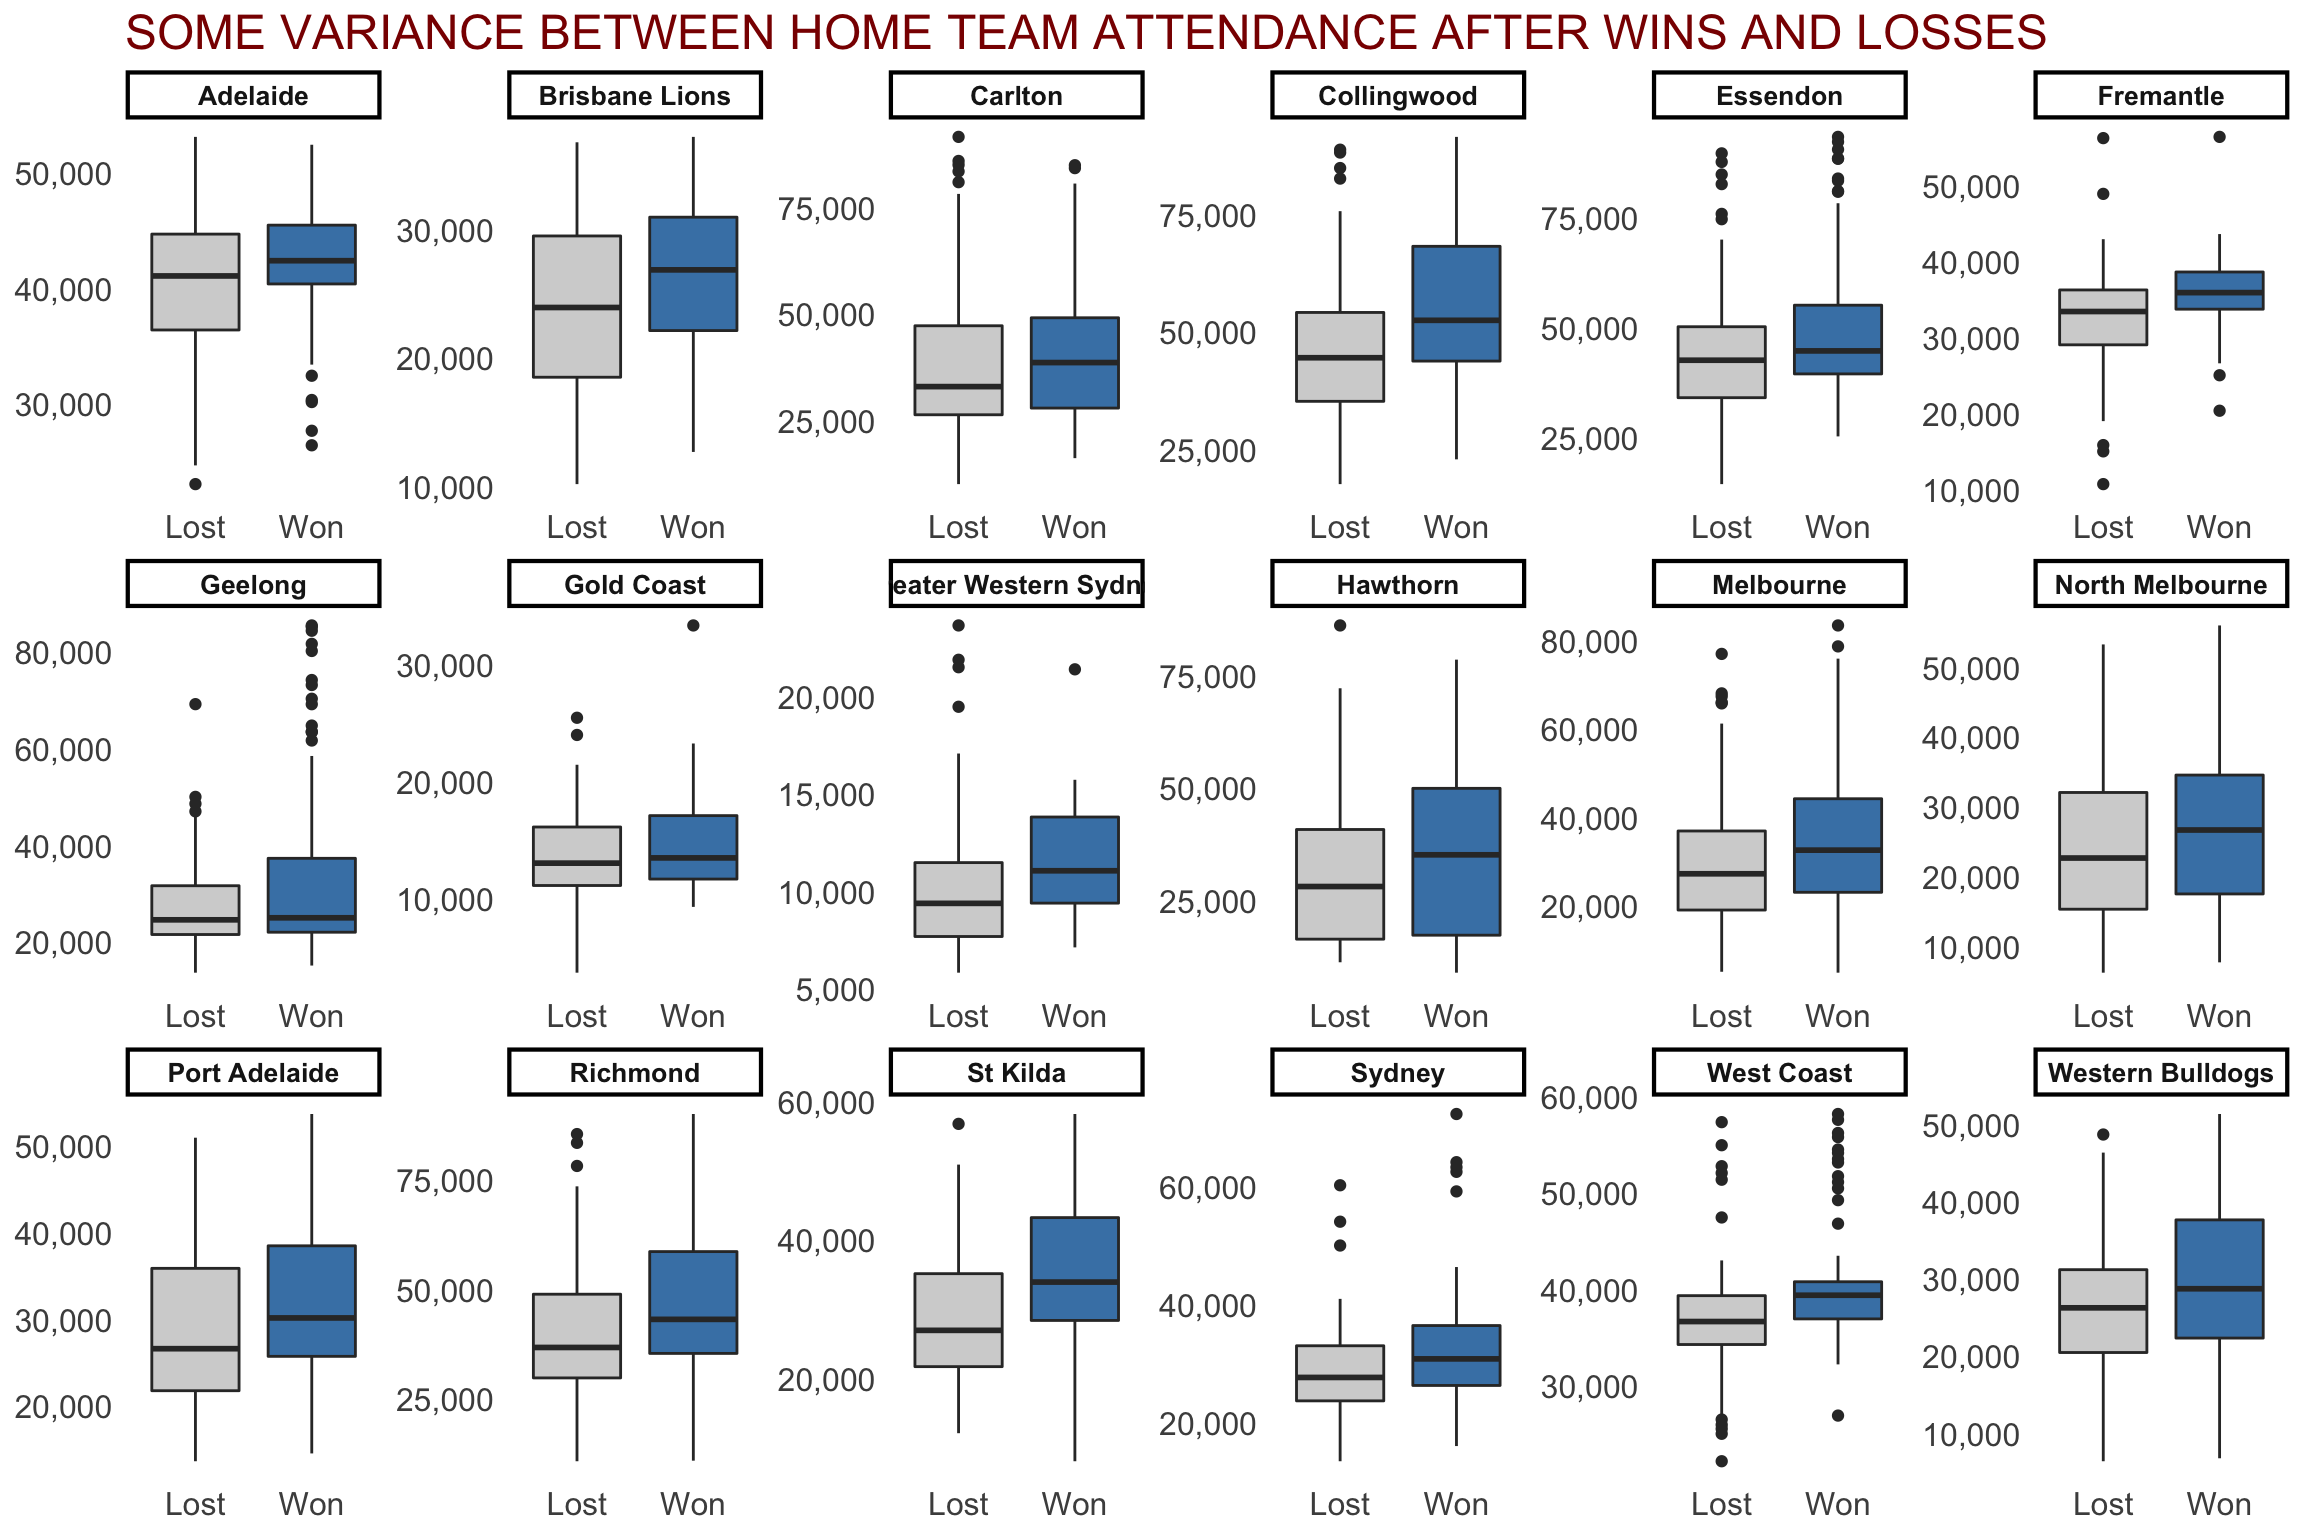 SOME VARIANCE BETWEEN HOME TEAM ATTENDANCE AFTER WINS AND LOSSES
Adelaide
50,000
40,000
30,000
Lost Won
Brisbane Lions
30,000
20,000
10,000
Lost Won
Carlton
75,000
50,000
25,000
Lost Won
Collingwood
75,000
50,000
25,000
Lost Won
Essendon
75,000
50,000
25,000
Lost Won
Fremantle
50,000
40,000
30,000
20,000
10,000
Lost Won
Geelong
80,000
60,000
40,000
20,000
Lost Won
Gold Coast
30,000
20,000
10,000
Lost Won
eater Western Sydn
20,000
15,000
10,000
5,000
Lost Won
Hawthorn
75,000
50,000
25,000
Lost Won
Melbourne
80,000
60,000
40,000
20,000
Lost Won
North Melbourne
50,000
40,000
30,000
20,000
10,000
Lost Won
Port Adelaide
50,000
40,000
30,000
20,000
Lost Won
Richmond
75,000
50,000
25,000
Lost Won
St Kilda
60,000
40,000
20,000
Lost Won
Sydney
60,000
40,000
20,000
Lost Won
West Coast
60,000
50,000
40,000
30,000
Lost Won
Western Bulldogs
50,000
40,000
30,000
20,000
10,000
Lost Won